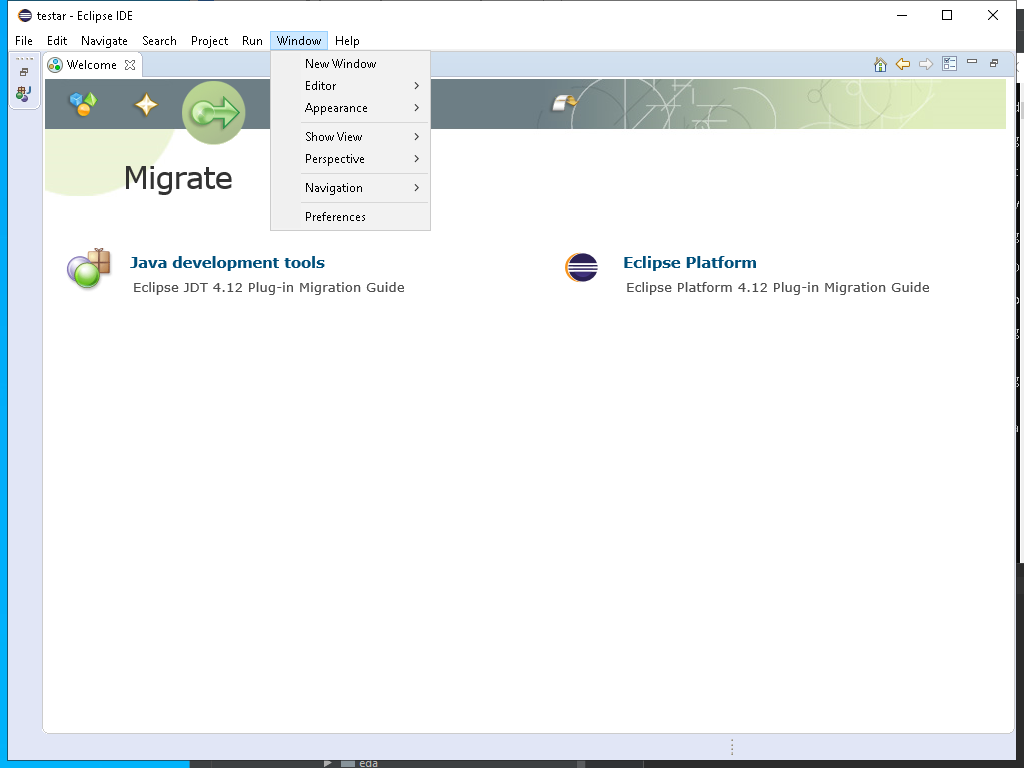 testar - Eclipse IDE
File Edit Navigate Search Project Run Window Help
Welcome
New Window
Editor
Appearance
Show View
Perspective
Navigation
Preferences
Migrate
Java development tools
Eclipse JDT 4.12 Plug-in Migration Guide
Eclipse Platform
Eclipse Platform 4.12 Plug-in Migration Guide
eda